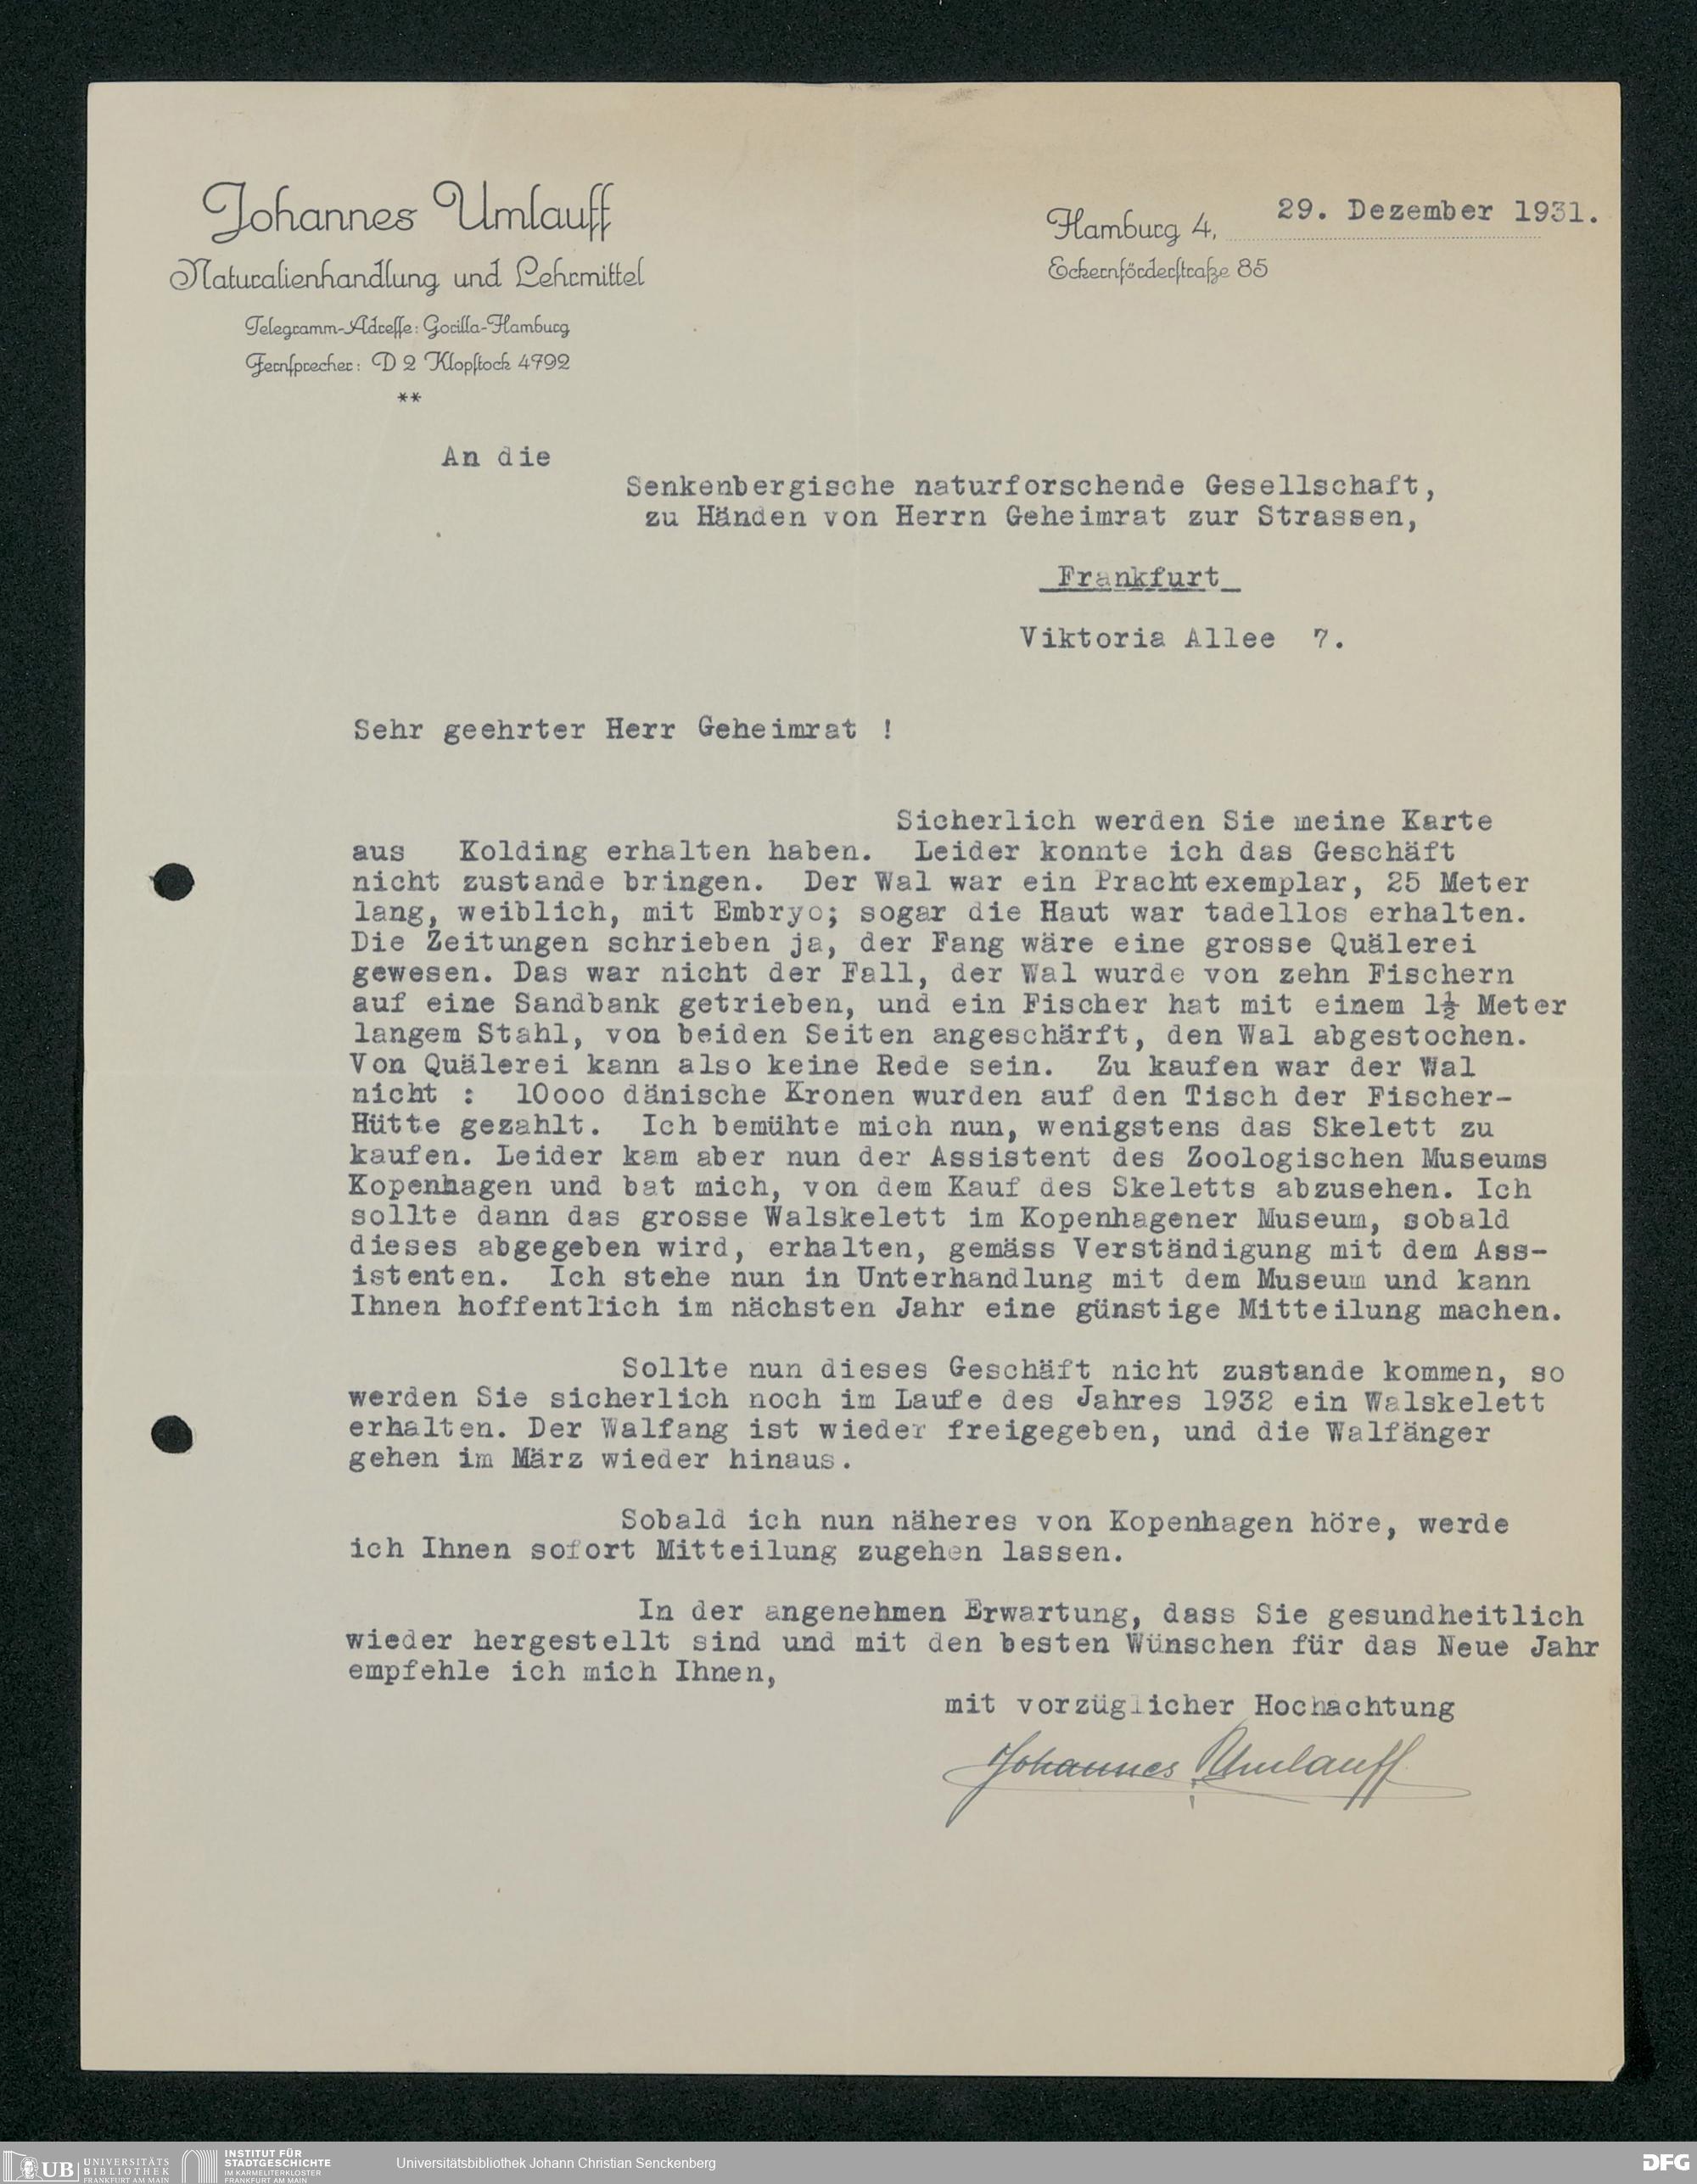 Johannes Umlauff
Naturalienhandlung und Lehrmittel
Telegramm-Adresse: Gorilla-Hamburg
Fernsprecher: D 2 Klopstock 4792
**
Hamburg 4, 29. Dezember 1931.
Eckernförderstraße 85
An die
Senkenbergische naturforschende Gesellschaft,
zu Händen von Herrn Geheimrat zur Strassen,
Frankfurt
Viktoria Allee 7.
Sehr geehrter Herr Geheimrat !
Sicherlich werden Sie meine Karte
aus Kolding erhalten haben. Leider konnte ich das Geschäft
nicht zustande bringen. Der Wal war ein Prachtexemplar, 25 Meter
lang, weiblich, mit Embryo; sogar die Haut war tadellos erhalten.
Die Zeitungen schrieben ja, der Fang wäre eine grosse Quälerei
gewesen. Das war nicht der Fall, der Wal wurde von zehn Fischern
auf eine Sandbank getrieben, und ein Fischer hat mit einem 1½ Meter
langem Stahl, von beiden Seiten angeschärft, den Wal abgestochen.
Von Quälerei kann also keine Rede sein. Zu kaufen war der Wal
nicht : 10ooo dänische Kronen wurden auf den Tisch der Fischer-
Hütte gezahlt. Ich bemühte mich nun, wenigstens das Skelett zu
kaufen. Leider kam aber nun der Assistent des Zoologischen Museums
Kopenhagen und bat mich, von dem Kauf des Skeletts abzusehen. Ich
sollte dann das grosse Walskelett im Kopenhagener Museum, sobald
dieses abgegeben wird, erhalten, gemäss Verständigung mit dem Ass-
istenten. Ich stehe nun in Unterhandlung mit dem Museum und kann
Ihnen hoffentlich im nächsten Jahr eine günstige Mitteilung machen.
Sollte nun dieses Geschäft nicht zustande kommen, so
werden Sie sicherlich noch im Laufe des Jahres 1932 ein Walskelett
erhalten. Der Walfang ist wieder freigegeben, und die Walfänger
gehen im März wieder hinaus.
Sobald ich nun näheres von Kopenhagen höre, werde
ich Ihnen sofort Mitteilung zugehen lassen.
In der angenehmen Erwartung, dass Sie gesundheitlich
wieder hergestellt sind und mit den besten Wünschen für das Neue Jahr
empfehle ich mich Ihnen,
mit vorzüglicher Hochachtung
Johannes Umlauff
UB UNIVERSITÄTS
BIBLIOTHEK
FRANKFURT AM MAIN
INSTITUT FÜR
STADTGESCHICHTE
IM KARMELITERKLOSTER
FRANKFURT AM MAIN
Universitätsbibliothek Johann Christian Senckenberg
DFG